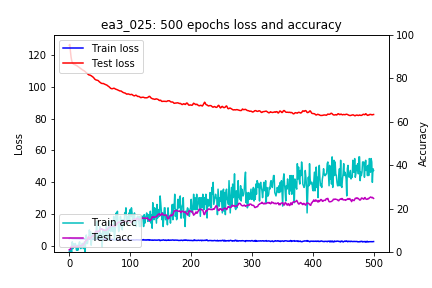 ea3_025: 500 epochs loss and accuracy
Train loss
Test loss
Train acc
Test acc
Loss
Accuracy
120
100
80
60
40
20
0
100
80
60
40
20
0
0
100
200
300
400
500